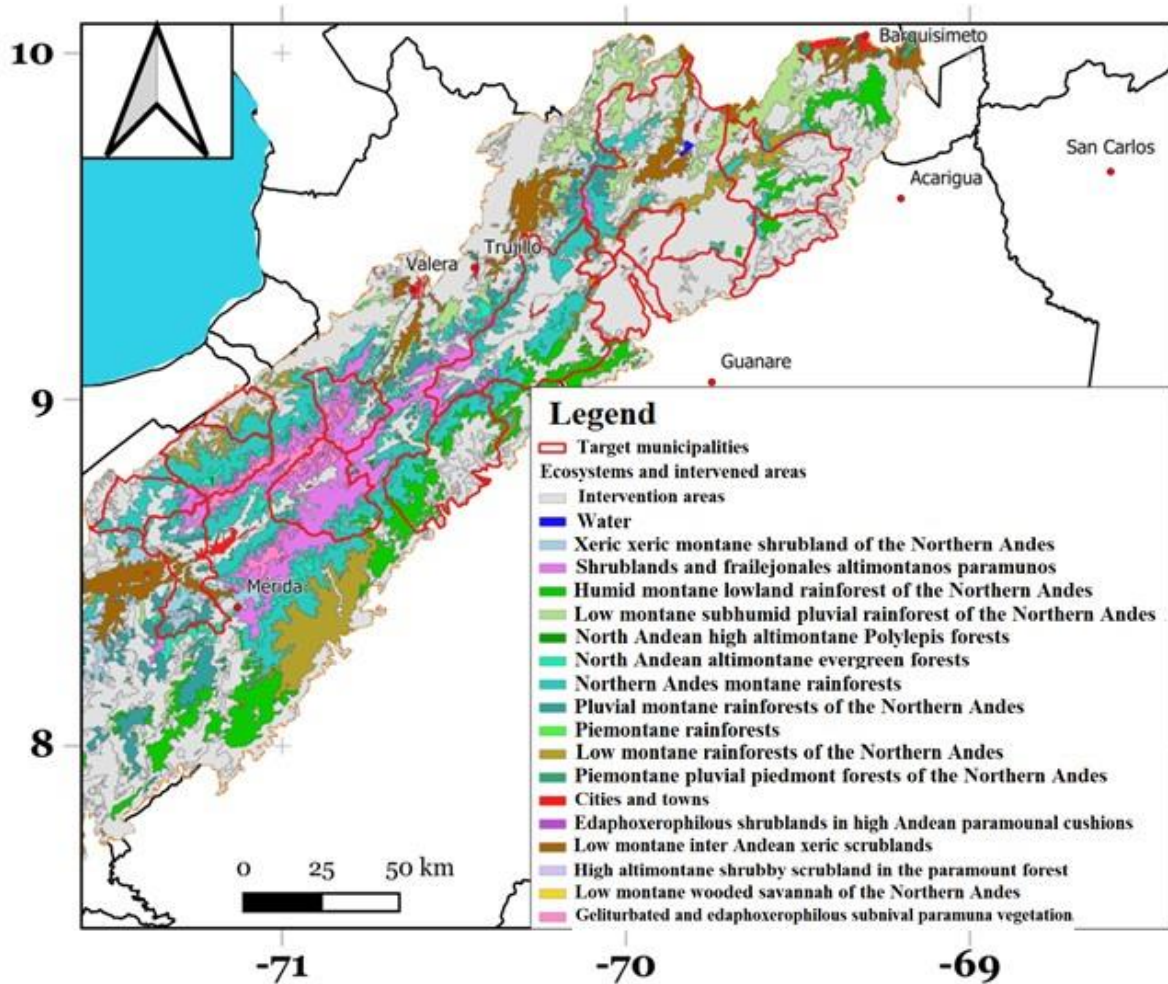 10
Barquisimeto
San Carlos
Acarigua
Trujillo
Valera
Guanare
9
Legend
Target municipalities
Ecosystems and intervened areas
Intervention areas
Water
Xeric xeric montane shrubland of the Northern Andes
Shrublands and frailejonales altimontanos paramunos
Humid montane lowland rainforest of the Northern Andes
Low montane subhumid pluvial rainforest of the Northern Andes
North Andean high altimontane Polylepis forests
North Andean altimontane evergreen forests
Northern Andes montane rainforests
Pluvial montane rainforests of the Northern Andes
Piemontane rainforests
Low montane rainforests of the Northern Andes
Piemontane pluvial piedmont forests of the Northern Andes
Cities and towns
Edaphoxerophilous shrublands in high Andean paramounal cushions
Low montane inter Andean xeric scrublands
High altimontane shrubby scrubland in the paramount forest
Low montane wooded savannah of the Northern Andes
Geliturbated and edaphoxerophilous subnival paramuna vegetation
Mérida
8
0 25 50 km
-71 -70 -69